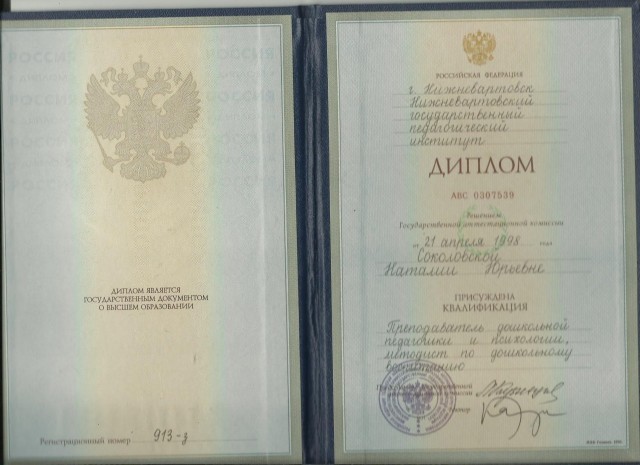 ДИПЛОМ ЯВЛЯЕТСЯ
ГОСУДАРСТВЕННЫМ ДОКУМЕНТОМ
О ВЫСШЕМ ОБРАЗОВАНИИ
Регистрационный номер 913-з
РОССИЙСКАЯ ФЕДЕРАЦИЯ
г. Нижневартовск
Нижневартовский
государственный
педагогический
институт
ДИПЛОМ
АВС 0307539
Решением
Государственной аттестационной комиссии
от 21 апреля 1998 года
Соколовской
Наталии Юрьевне
ПРИСУЖДЕНА
КВАЛИФИКАЦИЯ
Преподаватель дошкольной
педагогики и психологии,
методист по дошкольному
воспитанию